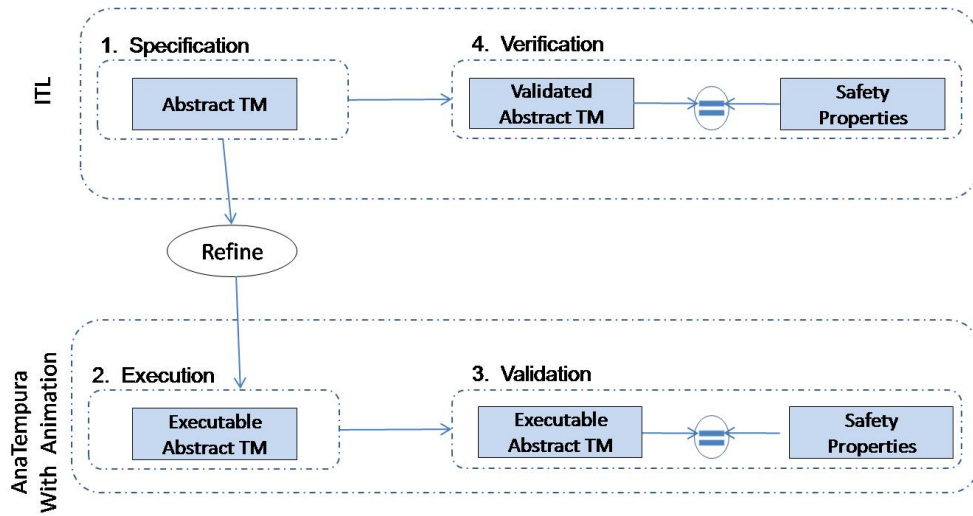 1. Specification
4. Verification
ITL
Abstract TM
Validated
Abstract TM
Safety
Properties
Refine
AnaTempura
With Animation
2. Execution
3. Validation
Executable
Abstract TM
Executable
Abstract TM
Safety
Properties